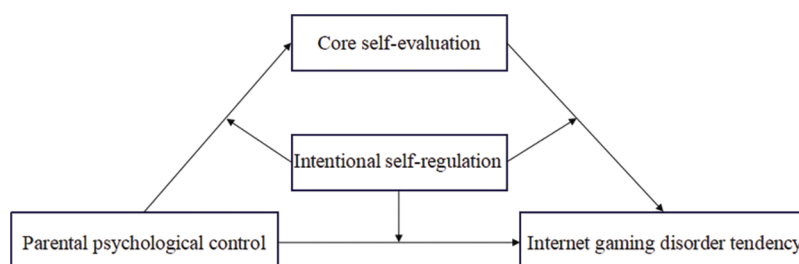 Core self-evaluation
Intentional self-regulation
Parental psychological control
Internet gaming disorder tendency